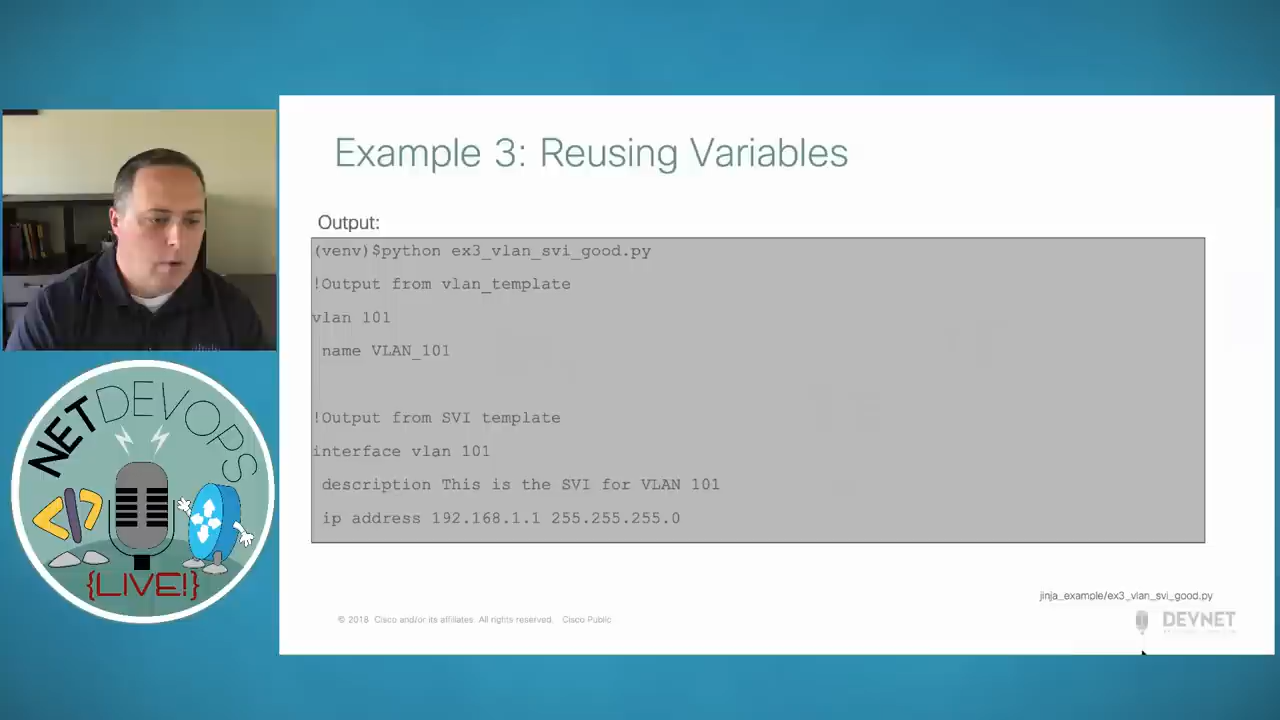 Example 3: Reusing Variables
Output:
(venv)$python ex3_vlan_svi_good.py
!Output from vlan_template
vlan 101
name VLAN_101
!Output from SVI template
interface vlan 101
description This is the SVI for VLAN 101
ip address 192.168.1.1 255.255.255.0
jinja_example/ex3_vlan_svi_good.py
© 2018 Cisco and/or its affiliates. All rights reserved. Cisco Public
DEVNET
NETDEVOPS
{LIVE!}